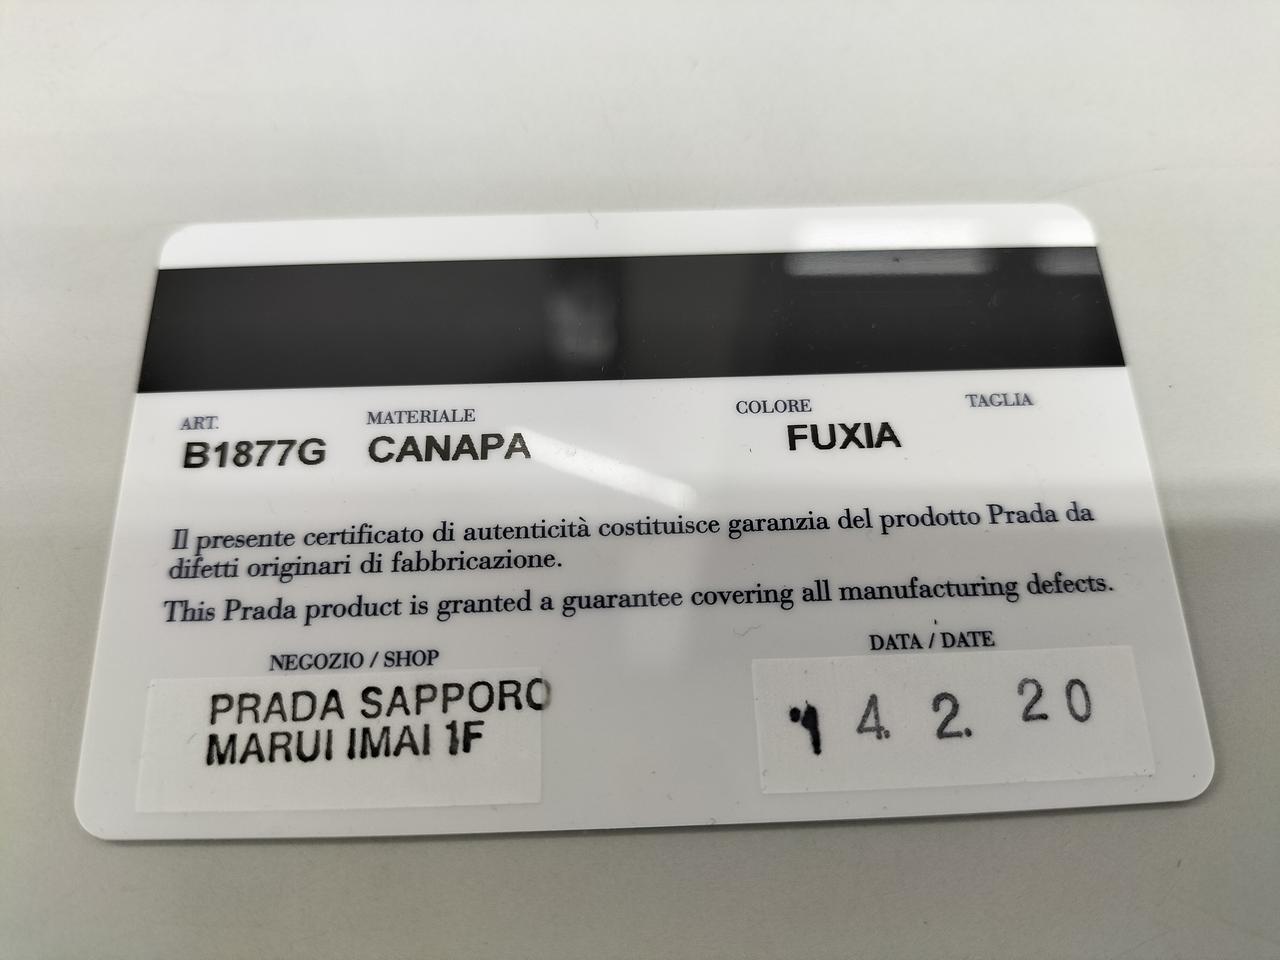 ART. MATERIALE COLORE TAGLIA
B1877G CANAPA FUXIA
Il presente certificato di autenticità costituisce garanzia del prodotto Prada da
difetti originari di fabbricazione.
This Prada product is granted a guarantee covering all manufacturing defects.
NEGOZIO / SHOP
PRADA SAPPORO
MARUI IMAI 1F
DATA / DATE
'14. 2. 20